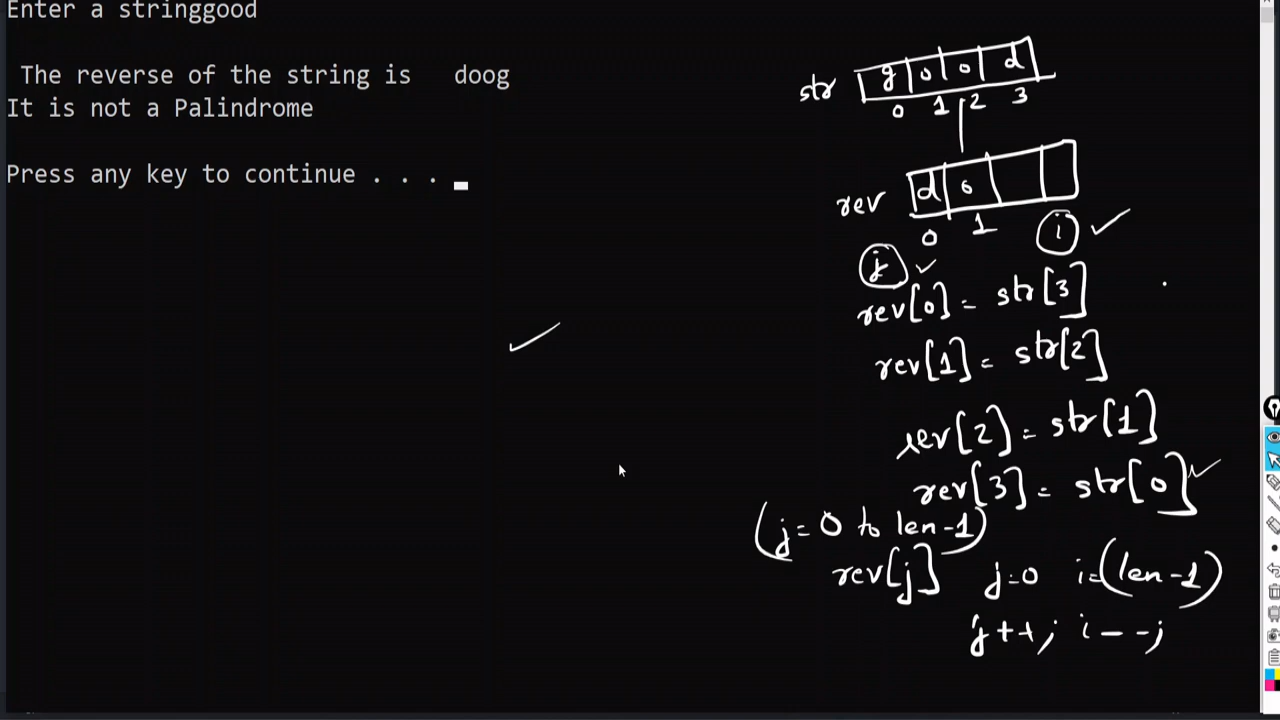 Enter a stringgood
The reverse of the string is doog
It is not a Palindrome
Press any key to continue . . .
str g o o d
0 1 2 3
rev d o
0 1 i
j
rev[0] = str[3]
rev[1] = str[2]
rev[2] = str[1]
rev[3] = str[0]
(j=0 to len-1)
rev[j] j=0 i=(len-1)
j++; i--;